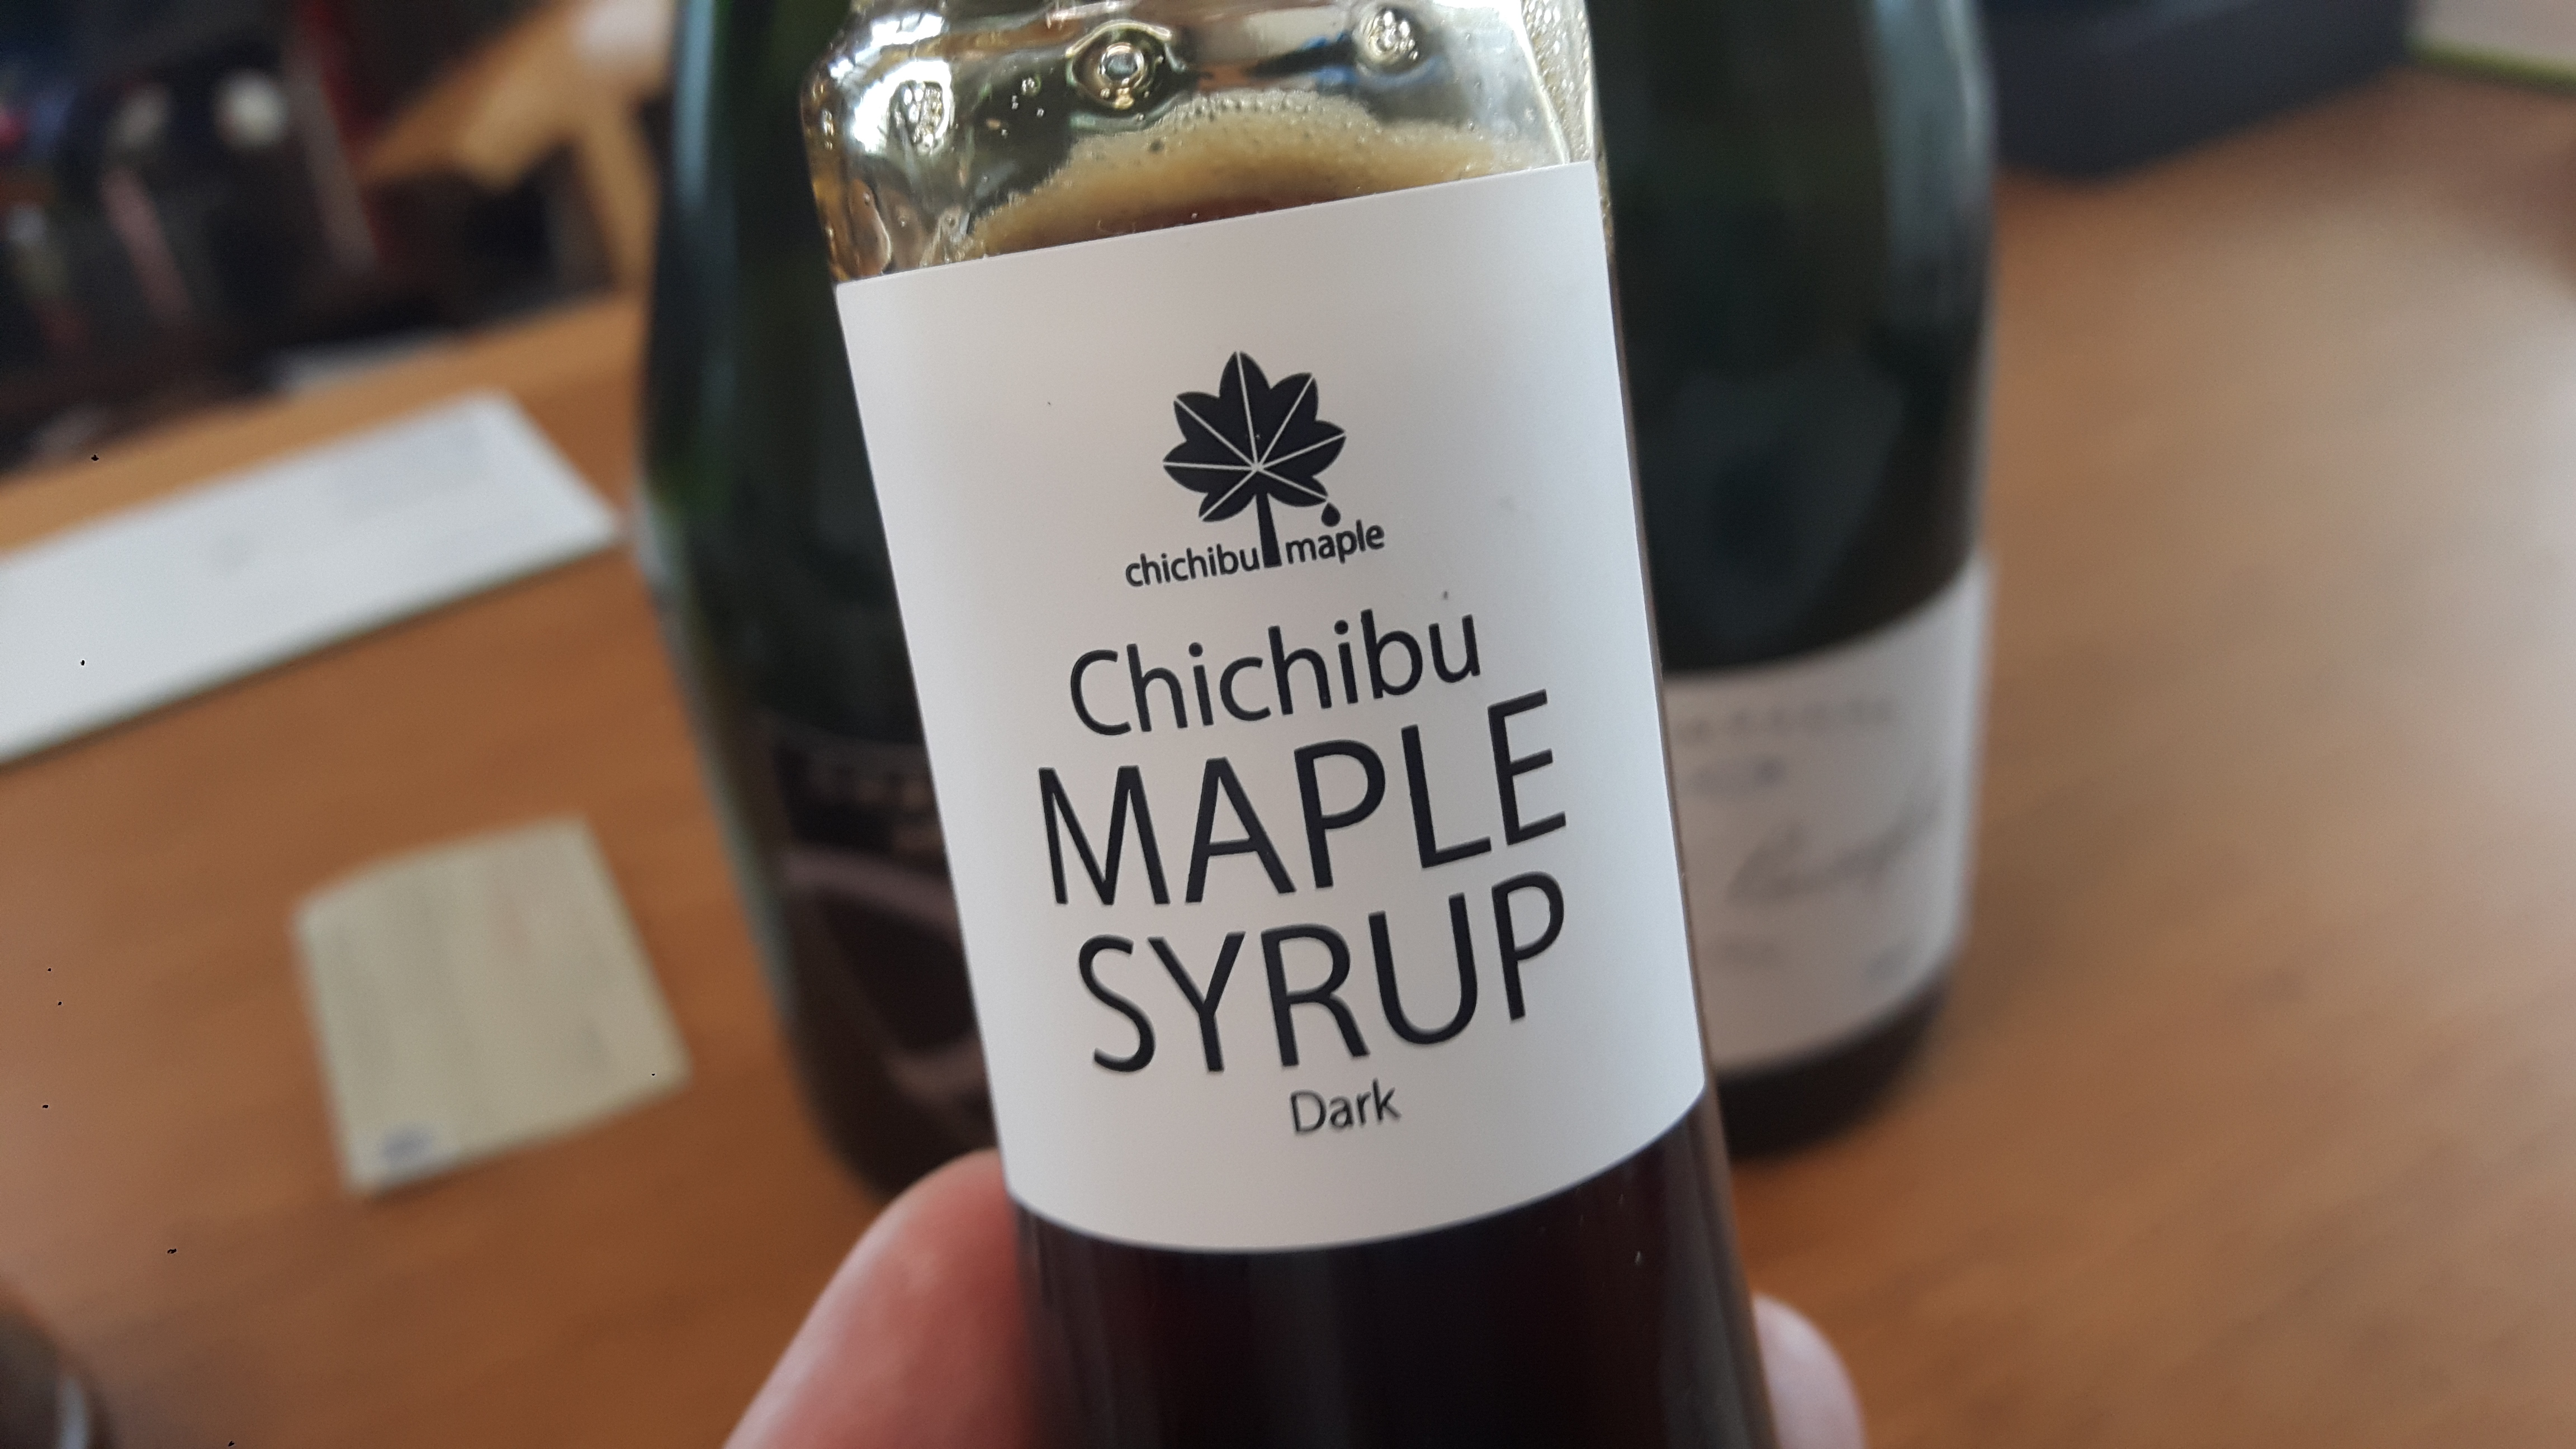 chichibu maple
Chichibu
MAPLE
SYRUP
Dark